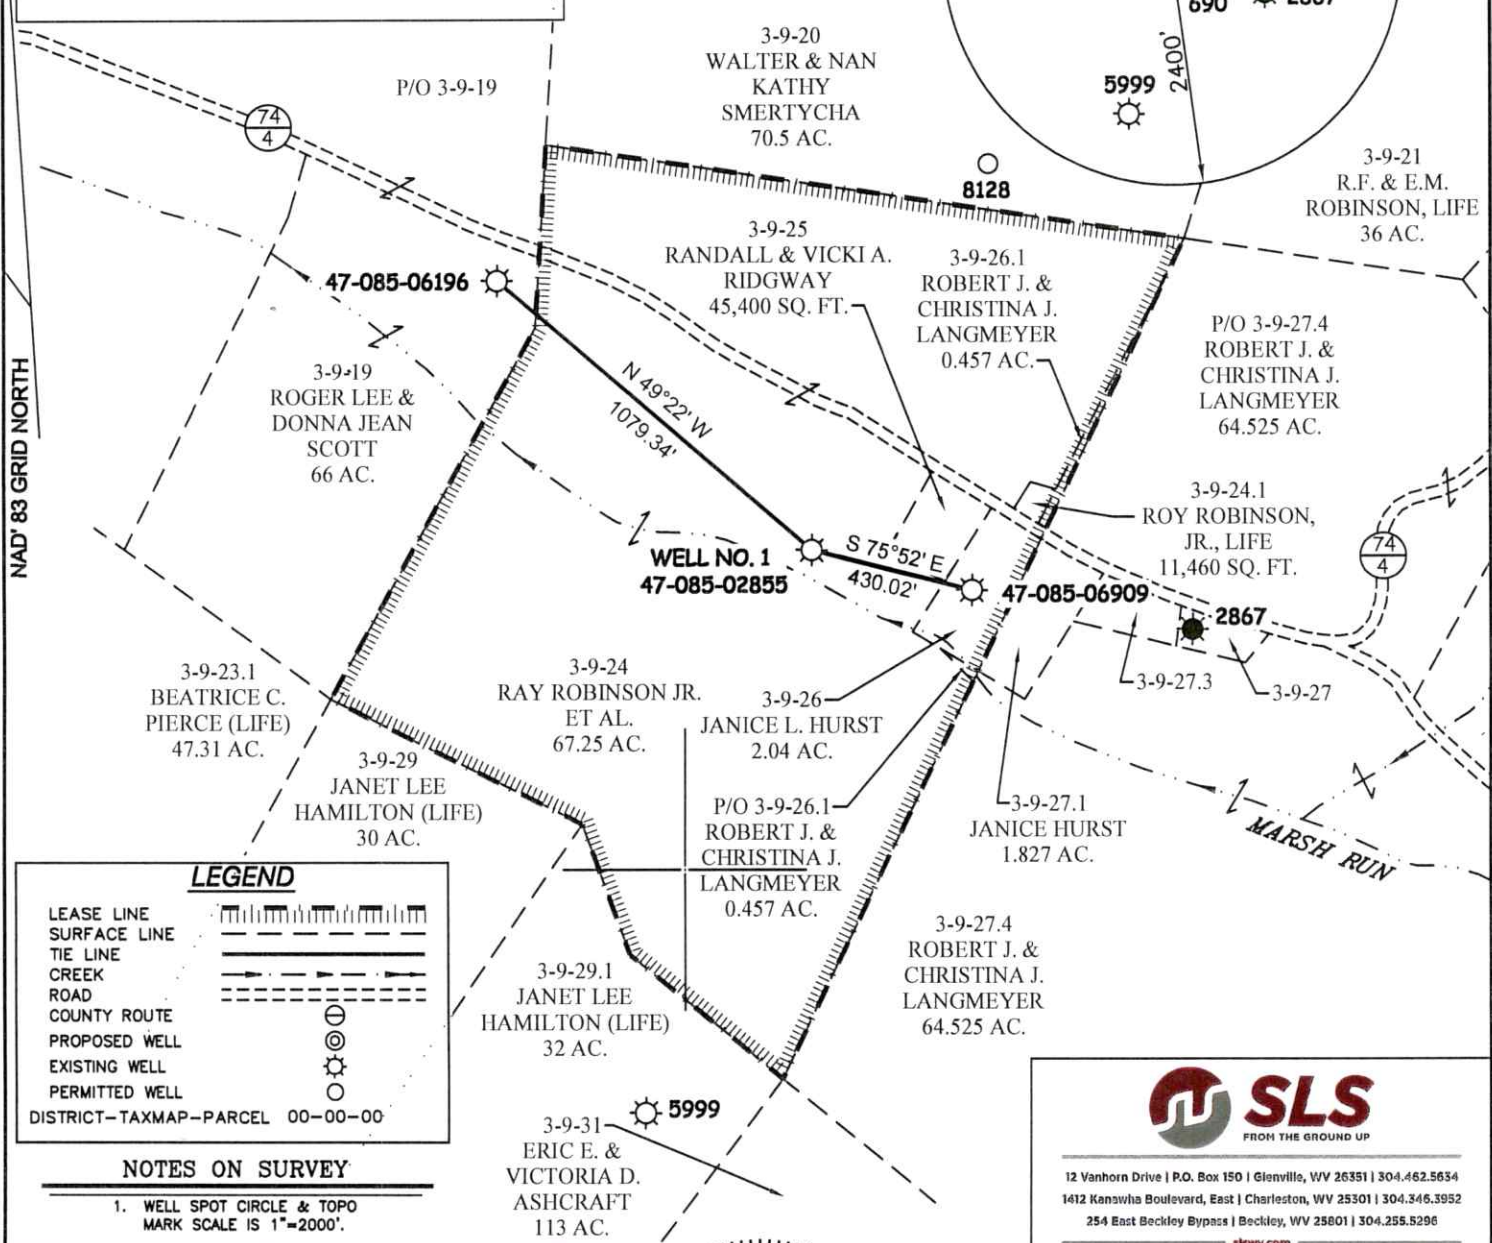 690
2867
2400'
3-9-20
WALTER & NAN
KATHY
SMERTYCHA
70.5 AC.
P/O 3-9-19
5999
74
4
8128
3-9-21
R.F. & E.M.
ROBINSON, LIFE
36 AC.
3-9-25
RANDALL & VICKI A.
RIDGWAY
45,400 SQ. FT.
3-9-26.1
ROBERT J. &
CHRISTINA J.
LANGMEYER
0.457 AC.
47-085-06196
P/O 3-9-27.4
ROBERT J. &
CHRISTINA J.
LANGMEYER
64.525 AC.
NAD' 83 GRID NORTH
3-9-19
ROGER LEE &
DONNA JEAN
SCOTT
66 AC.
N 49°22' W
1079.34'
3-9-24.1
ROY ROBINSON,
JR., LIFE
11,460 SQ. FT.
74
4
WELL NO. 1
47-085-02855
S 75°52' E
430.02'
47-085-06909
2867
3-9-27.3
3-9-27
3-9-23.1
BEATRICE C.
PIERCE (LIFE)
47.31 AC.
3-9-24
RAY ROBINSON JR.
ET AL.
67.25 AC.
3-9-26
JANICE L. HURST
2.04 AC.
3-9-29
JANET LEE
HAMILTON (LIFE)
30 AC.
P/O 3-9-26.1
ROBERT J. &
CHRISTINA J.
LANGMEYER
0.457 AC.
3-9-27.1
JANICE HURST
1.827 AC.
MARSH RUN
LEGEND
LEASE LINE
SURFACE LINE
TIE LINE
CREEK
ROAD
COUNTY ROUTE
PROPOSED WELL
EXISTING WELL
PERMITTED WELL
DISTRICT-TAXMAP-PARCEL 00-00-00
3-9-29.1
JANET LEE
HAMILTON (LIFE)
32 AC.
3-9-27.4
ROBERT J. &
CHRISTINA J.
LANGMEYER
64.525 AC.
5999
3-9-31
ERIC E. &
VICTORIA D.
ASHCRAFT
113 AC.
NOTES ON SURVEY
1. WELL SPOT CIRCLE & TOPO
MARK SCALE IS 1"=2000'.
SLS
FROM THE GROUND UP
12 Vanhorn Drive | P.O. Box 150 | Glenville, WV 26351 | 304.462.5634
1412 Kanawha Boulevard, East | Charleston, WV 25301 | 304.346.3952
254 East Beckley Bypass | Beckley, WV 25801 | 304.255.5296